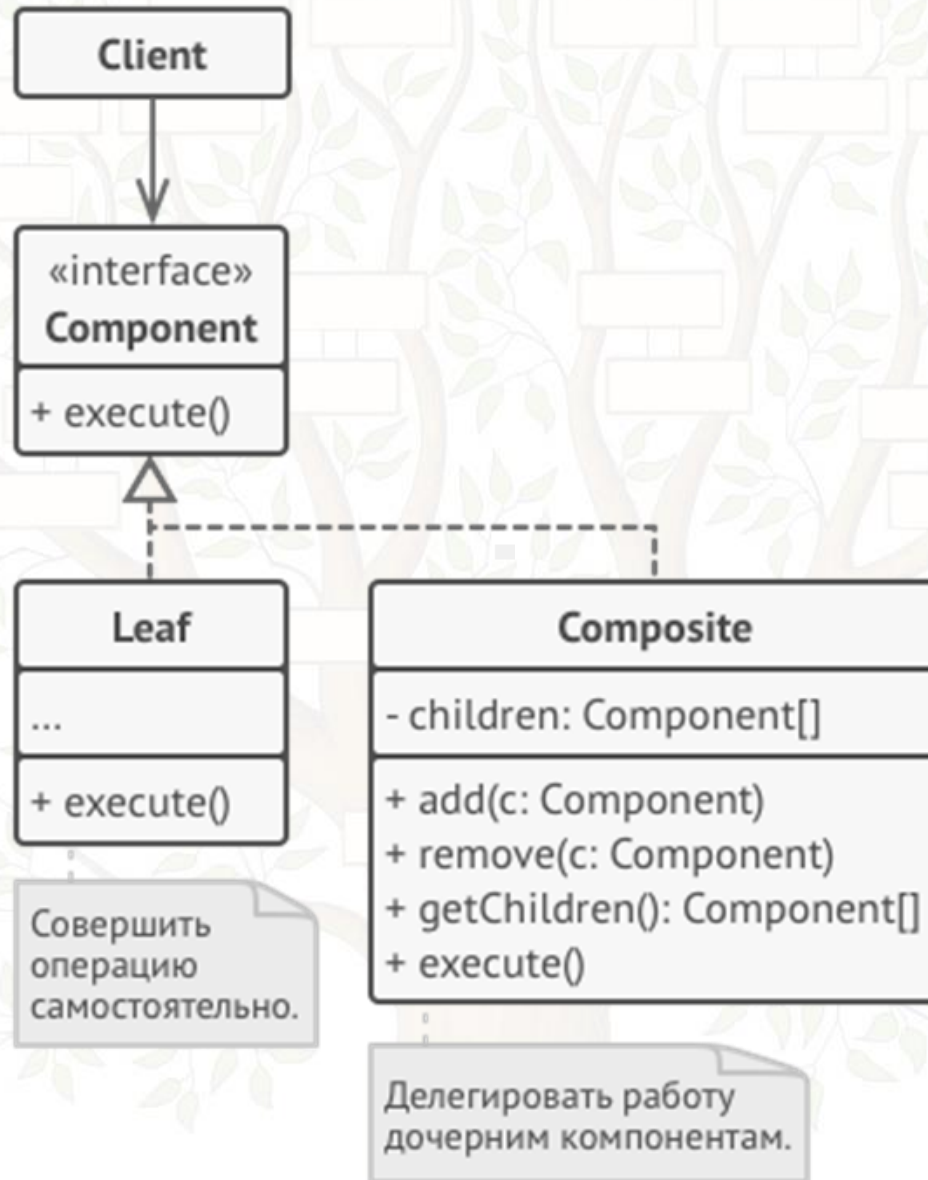 Client
«interface»
Component
+ execute()
Leaf
...
+ execute()
Composite
- children: Component[]
+ add(c: Component)
+ remove(c: Component)
+ getChildren(): Component[]
+ execute()
Совершить
операцию
самостоятельно.
Делегировать работу
дочерним компонентам.